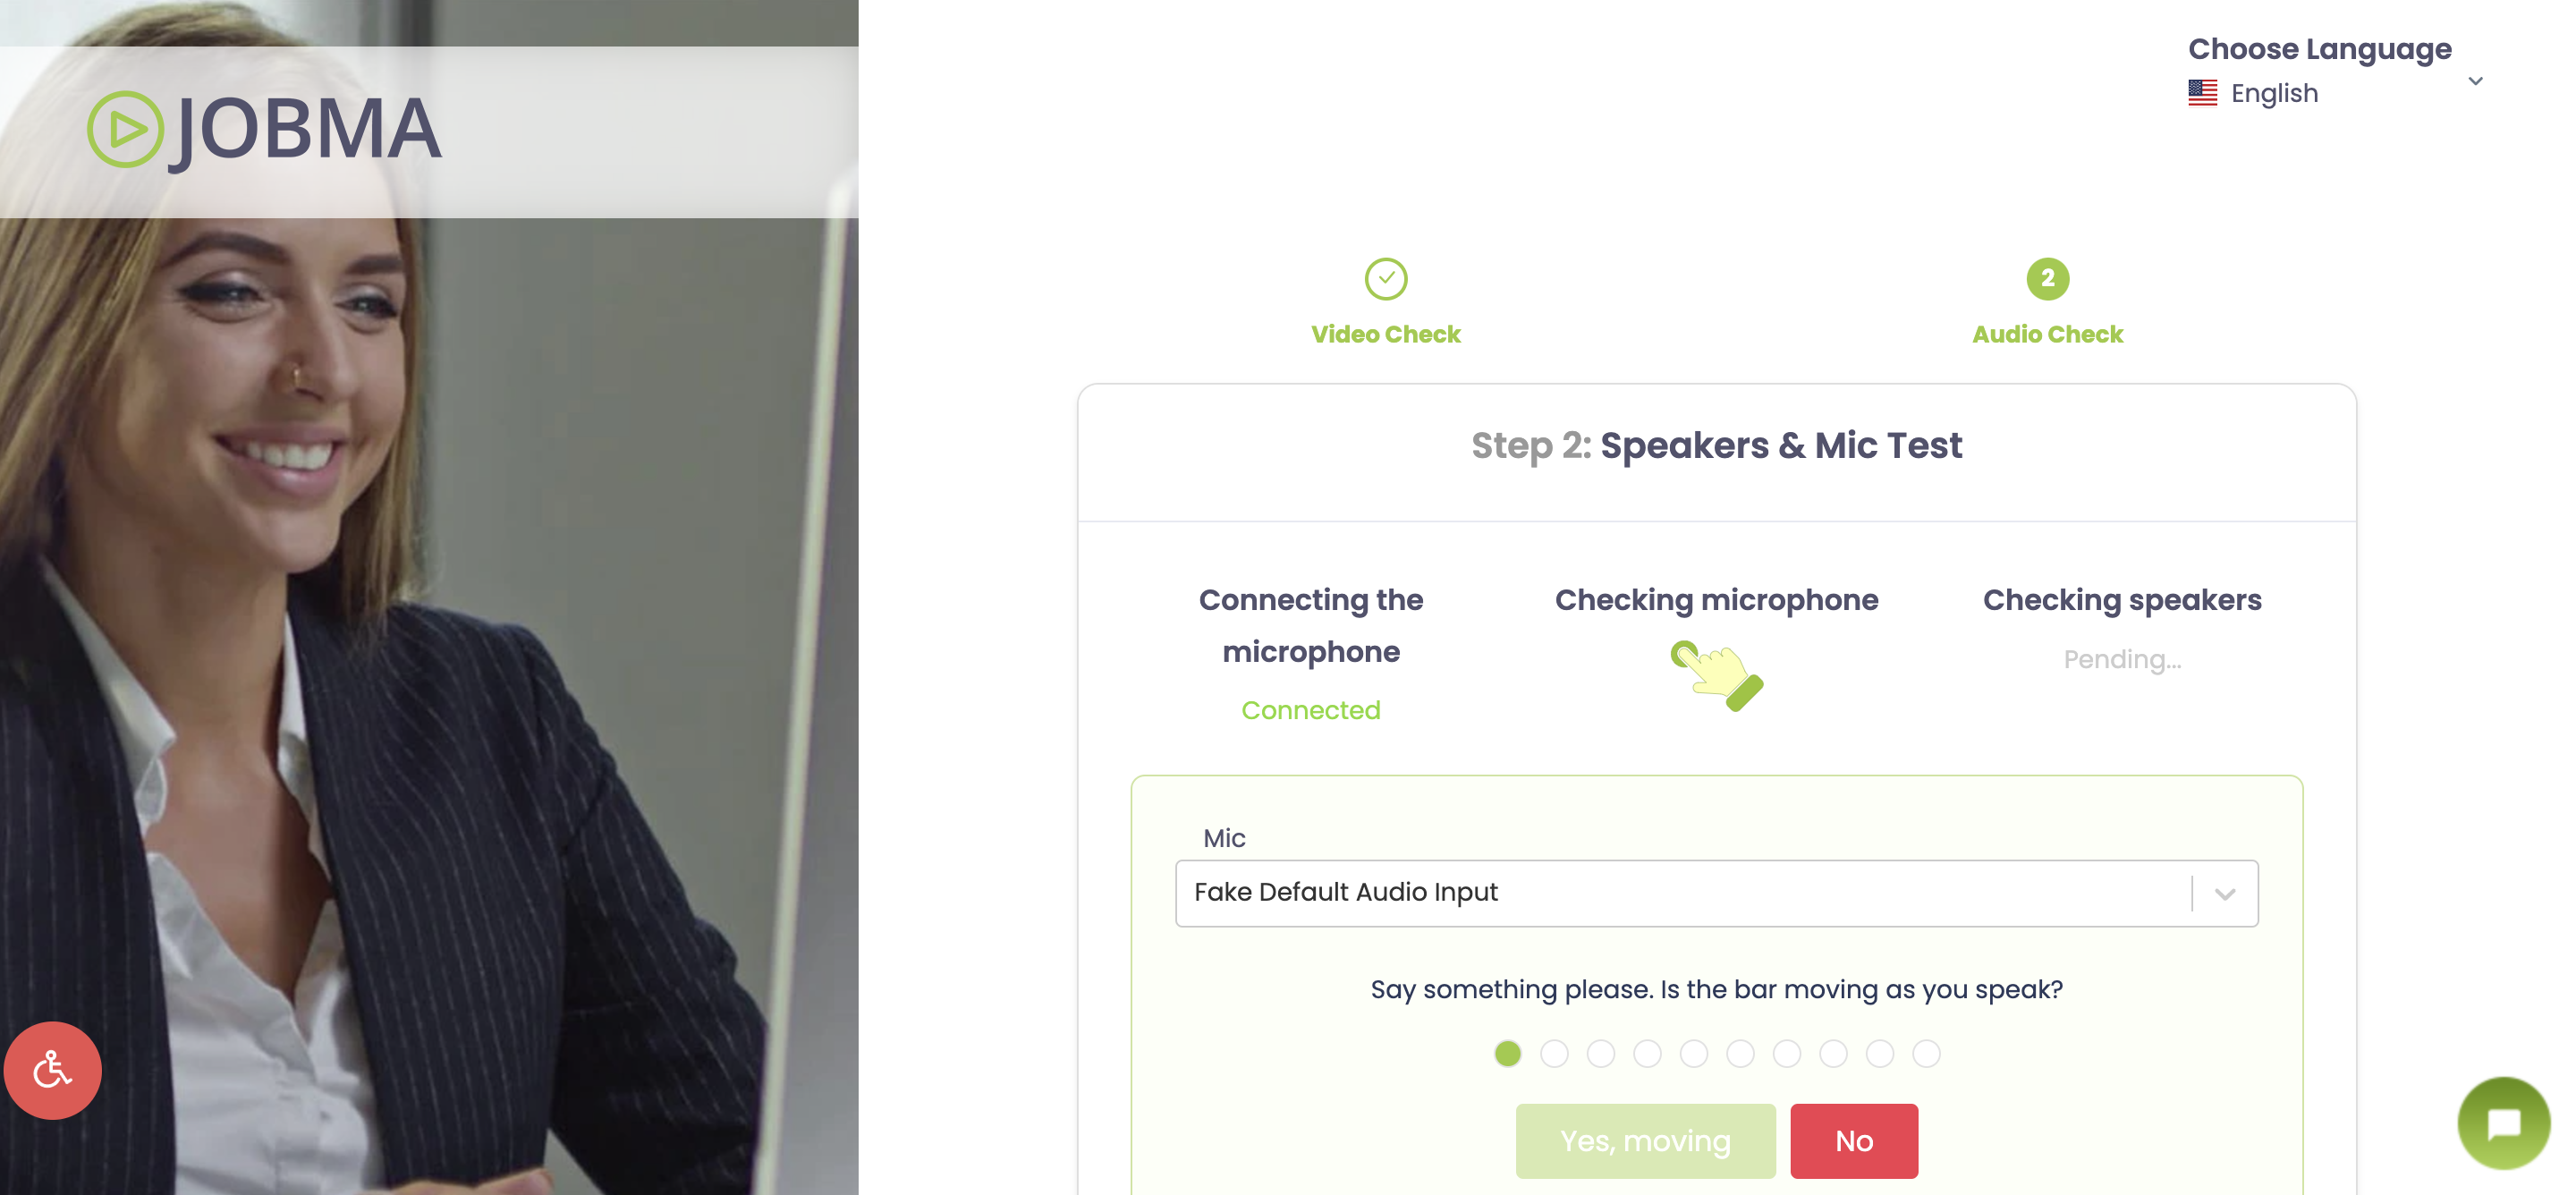 JOBMA
Choose Language
English
2
Video Check
Audio Check
Step 2: Speakers & Mic Test
Connecting the
microphone
Connected
Checking microphone
Checking speakers
Pending...
Mic
Fake Default Audio Input
Say something please. Is the bar moving as you speak?
Yes, moving
No